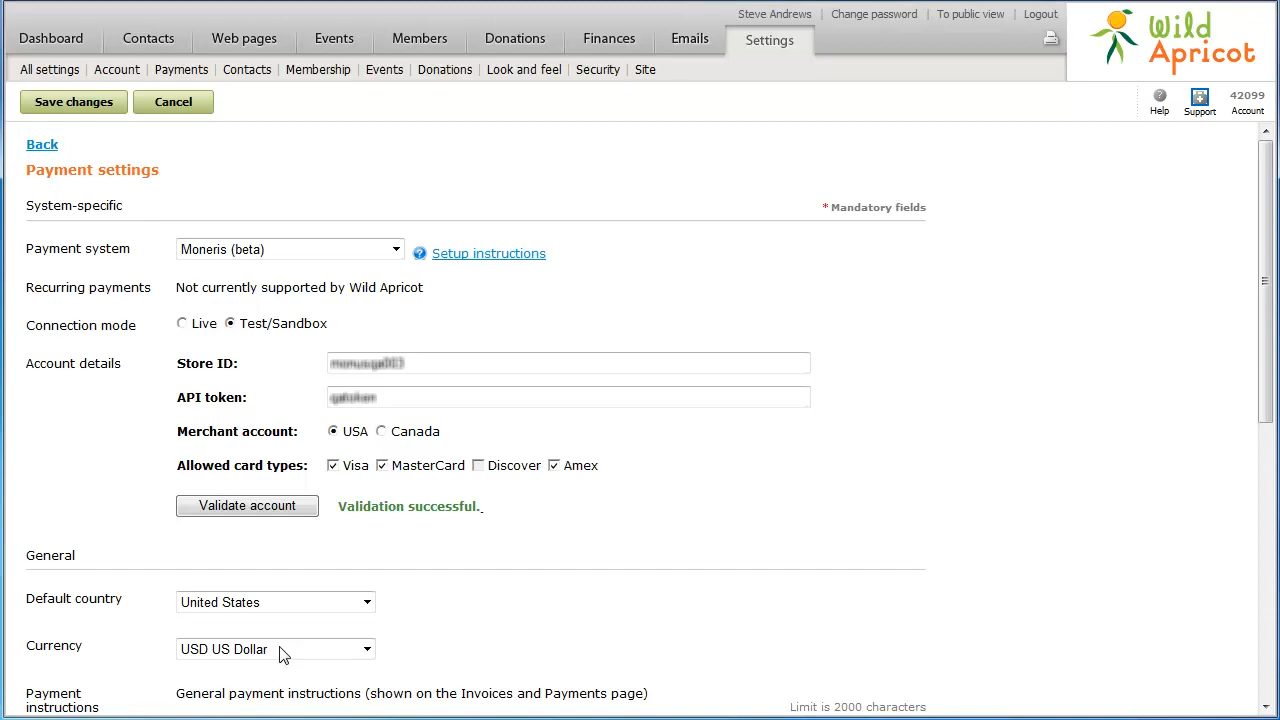 Steve Andrews | Change password | To public view | Logout
Dashboard Contacts Web pages Events Members Donations Finances Emails Settings
Wild Apricot
All settings | Account | Payments | Contacts | Membership | Events | Donations | Look and feel | Security | Site
Save changes Cancel
Help Support 42099 Account
Back
Payment settings
System-specific * Mandatory fields
Payment system Moneris (beta) ? Setup instructions
Recurring payments Not currently supported by Wild Apricot
Connection mode Live Test/Sandbox
Account details Store ID:
API token:
Merchant account: USA Canada
Allowed card types: Visa MasterCard Discover Amex
Validate account Validation successful.
General
Default country United States
Currency USD US Dollar
Payment instructions General payment instructions (shown on the Invoices and Payments page)
Limit is 2000 characters